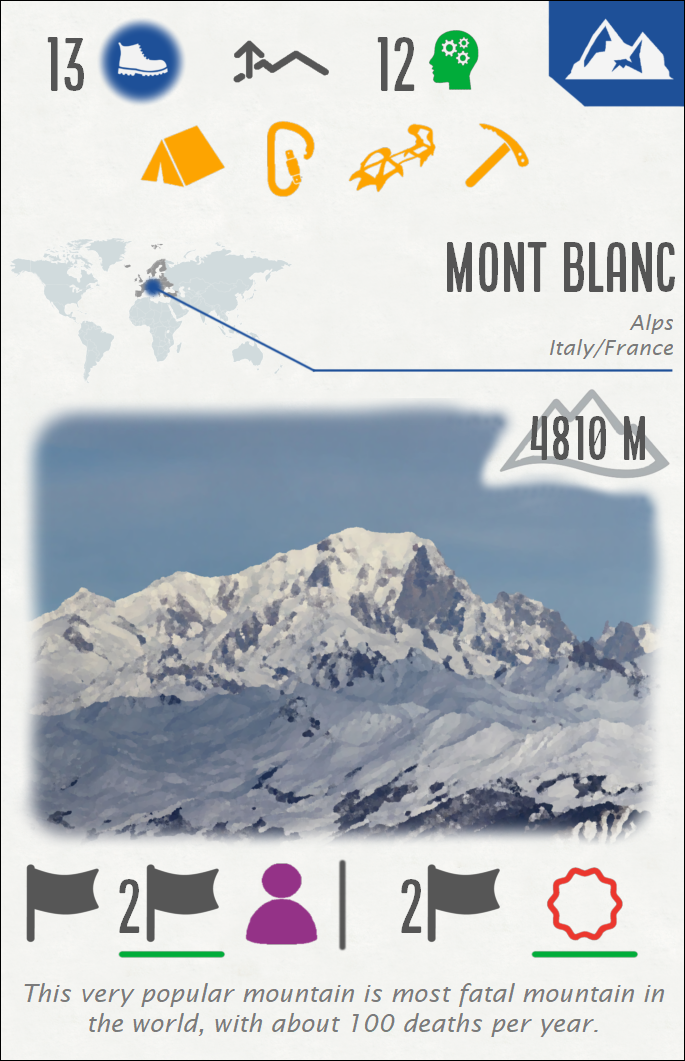 13 12
MONT BLANC
Alps
Italy/France
4810 M
2 2
This very popular mountain is most fatal mountain in
the world, with about 100 deaths per year.